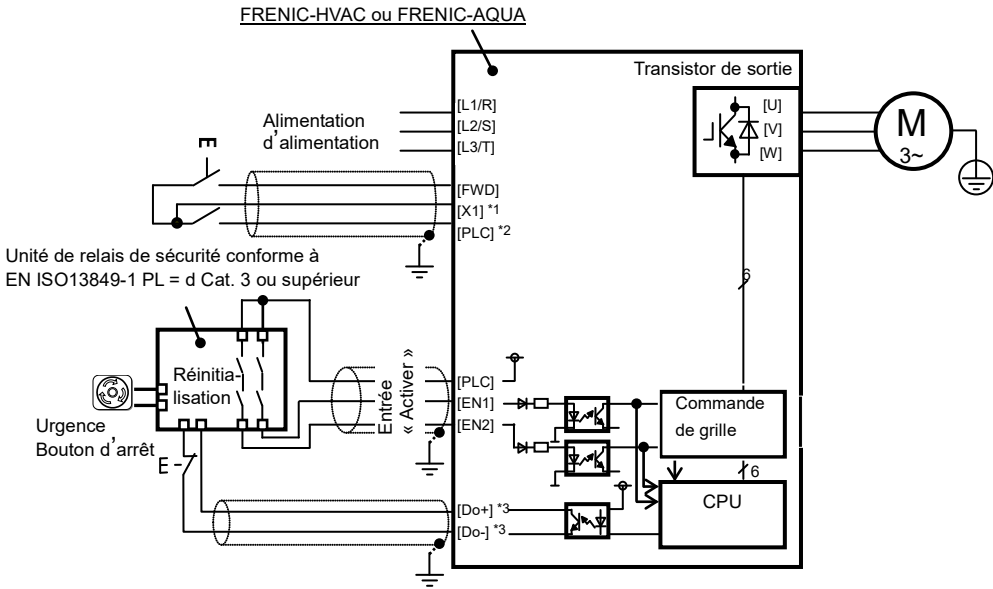 FRENIC-HVAC ou FRENIC-AQUA
Transistor de sortie
[L1/R]
[L2/S]
[L3/T]
Alimentation
d'alimentation
[U]
[V]
[W]
M
3~
E
[FWD]
[X1] *1
[PLC] *2
Unité de relais de sécurité conforme à
EN ISO13849-1 PL = d Cat. 3 ou supérieur
6
Réinitia-
lisation
Entrée
« Activer »
[PLC]
[EN1]
[EN2]
Commande
de grille
Urgence
Bouton d'arrêt
E
6
CPU
[Do+] *3
[Do-] *3